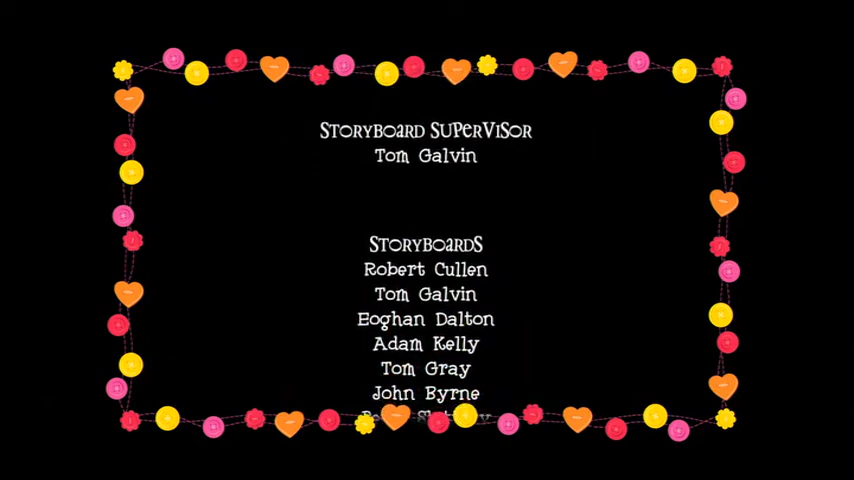 Storyboard Supervisor
Tom Galvin
Storyboards
Robert Cullen
Tom Galvin
Eoghan Dalton
Adam Kelly
Tom Gray
John Byrne